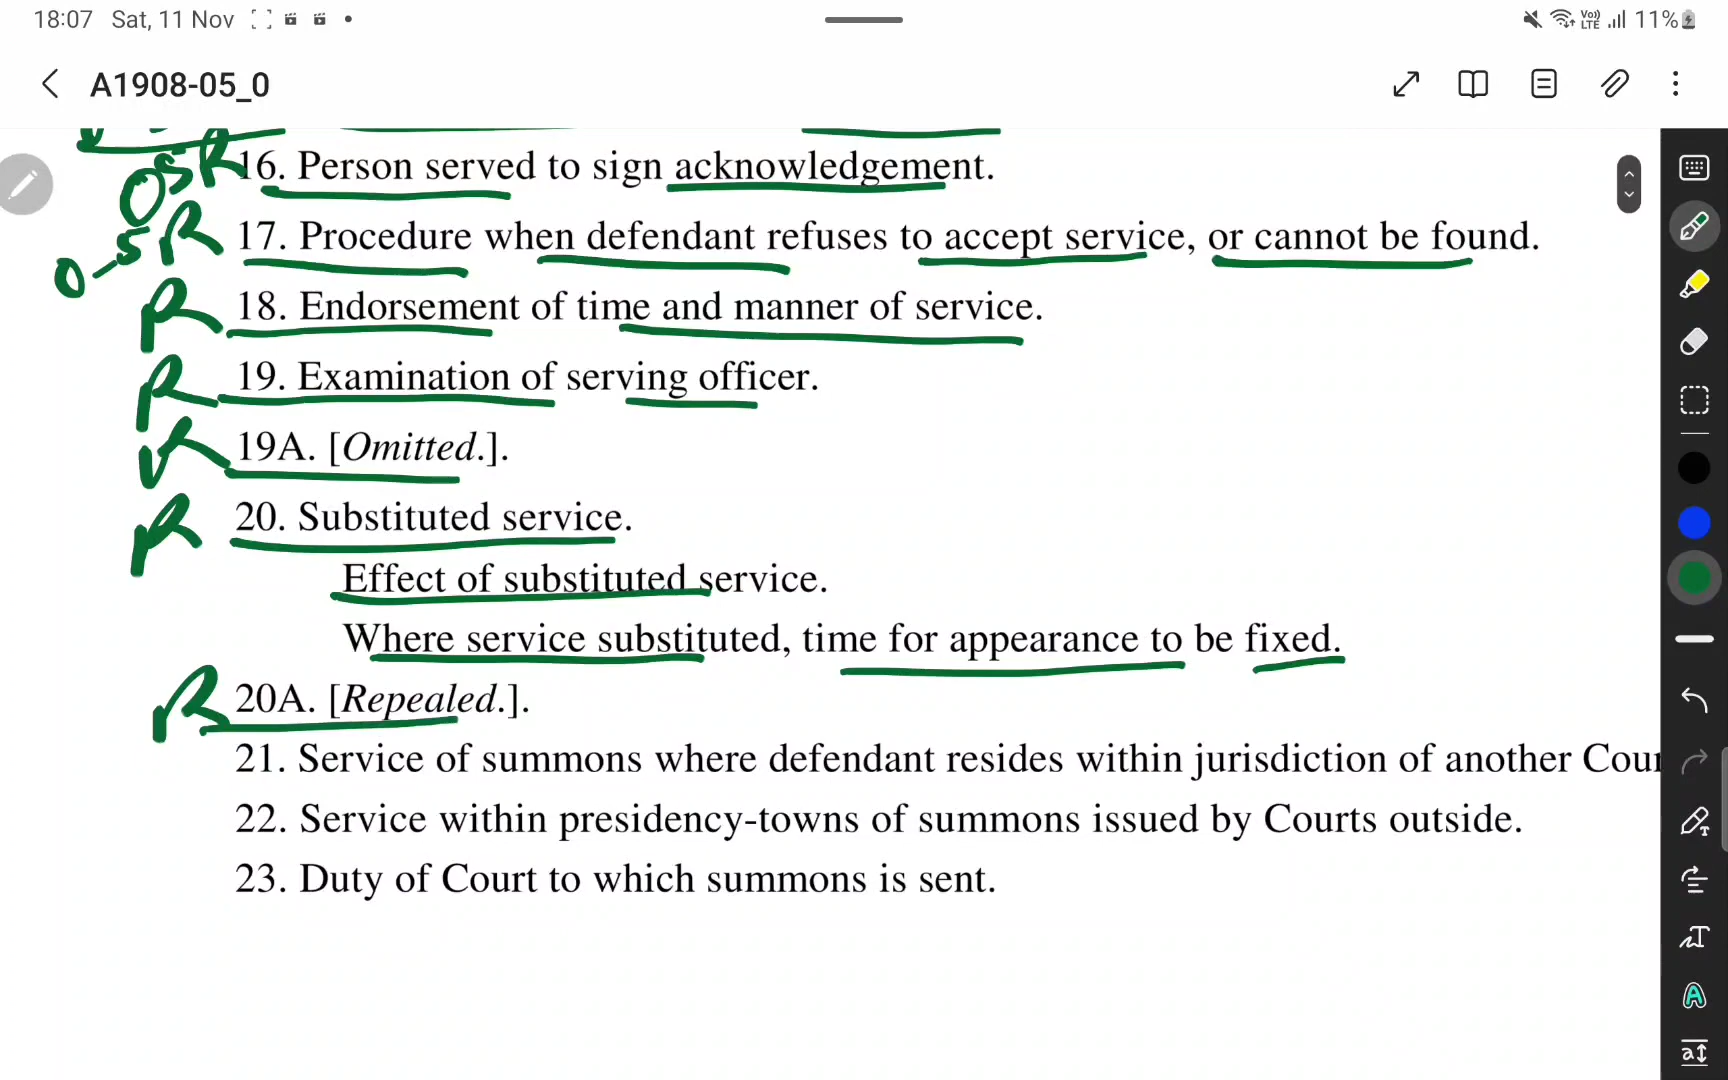 18:07 Sat, 11 Nov 11%
A1908-05_0
O5 R 16. Person served to sign acknowledgement.
O-5 R 17. Procedure when defendant refuses to accept service, or cannot be found.
R 18. Endorsement of time and manner of service.
R 19. Examination of serving officer.
R 19A. [Omitted.].
R 20. Substituted service.
Effect of substituted service.
Where service substituted, time for appearance to be fixed.
R 20A. [Repealed.].
21. Service of summons where defendant resides within jurisdiction of another Cour
22. Service within presidency-towns of summons issued by Courts outside.
23. Duty of Court to which summons is sent.